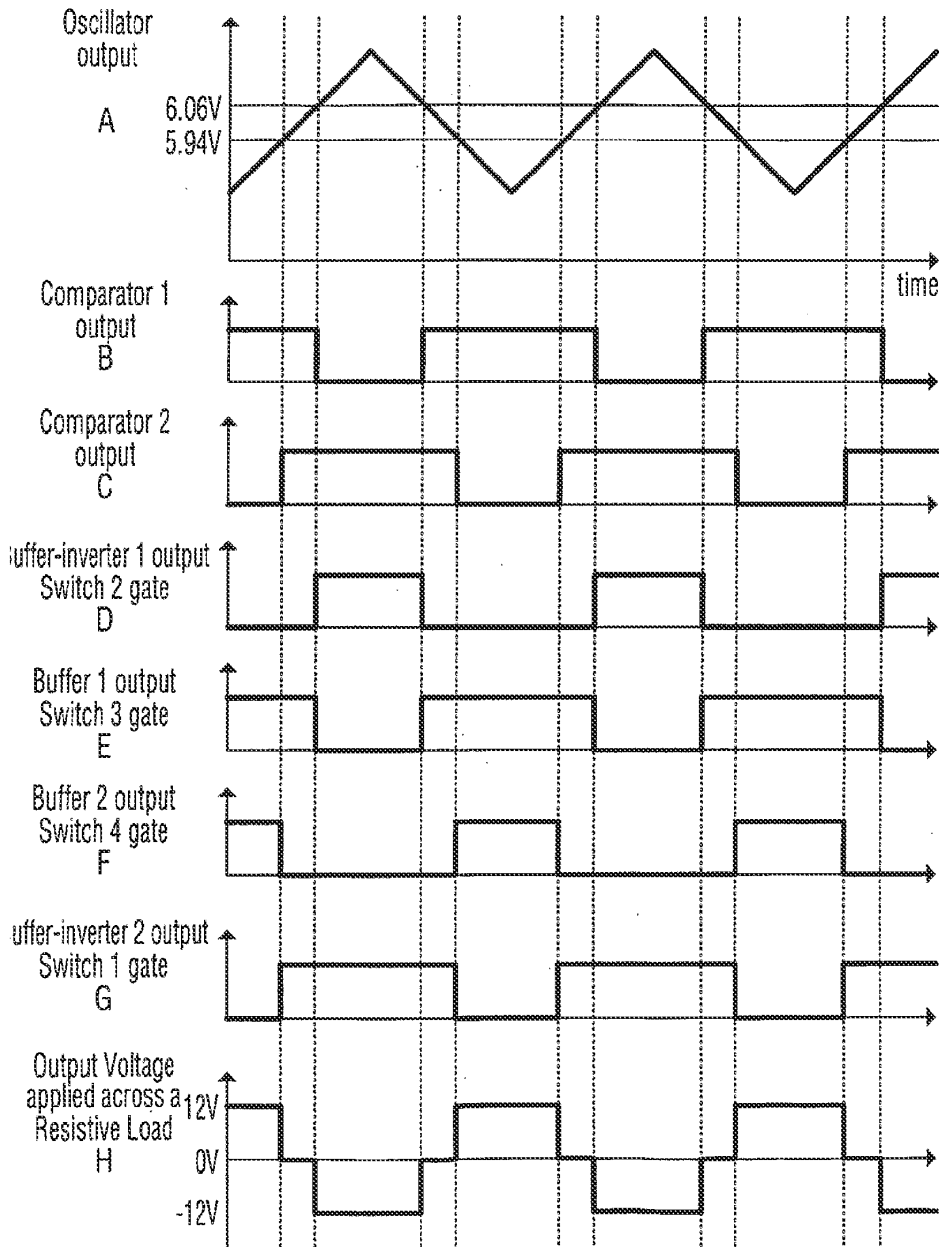 Oscillator
output
A
6.06V
5.94V
time
Comparator 1
output
B
Comparator 2
output
C
uffer-inverter 1 output
Switch 2 gate
D
Buffer 1 output
Switch 3 gate
E
Buffer 2 output
Switch 4 gate
F
uffer-inverter 2 output
Switch 1 gate
G
Output Voltage
applied across a
Resistive Load
H
12V
0V
-12V